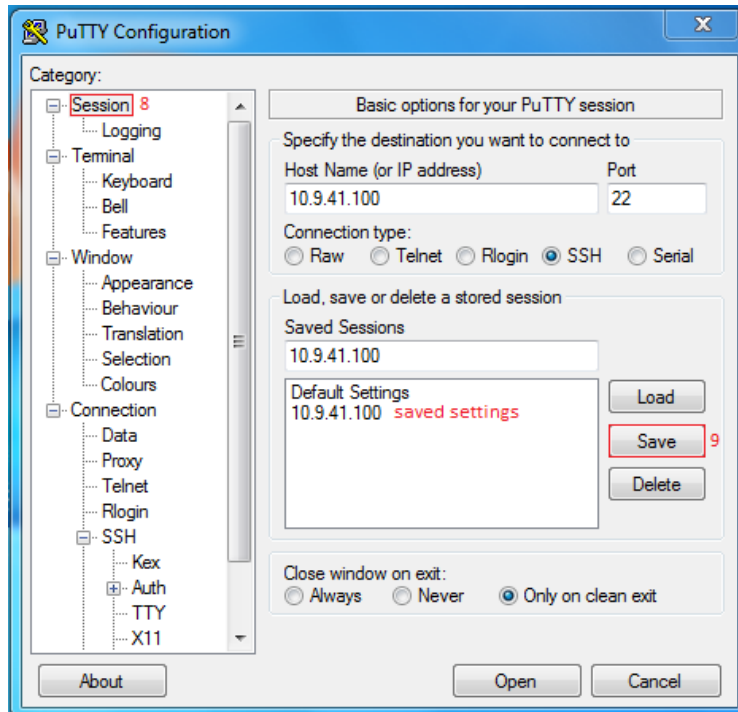 PuTTY Configuration
x
Category:
Session 8
Logging
Terminal
Keyboard
Bell
Features
Window
Appearance
Behaviour
Translation
Selection
Colours
Connection
Data
Proxy
Telnet
Rlogin
SSH
Kex
Auth
TTY
X11
Basic options for your PuTTY session
Specify the destination you want to connect to
Host Name (or IP address) Port
10.9.41.100 22
Connection type:
Raw Telnet Rlogin SSH Serial
Load, save or delete a stored session
Saved Sessions
10.9.41.100
Default Settings
10.9.41.100 saved settings
Load
Save 9
Delete
Close window on exit:
Always Never Only on clean exit
About Open Cancel